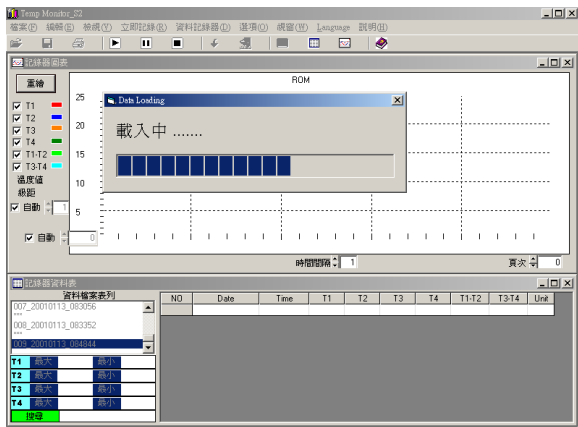 Temp Monitor_S2
檔案(F) 編輯(E) 檢視(V) 立即記錄(R) 資料記錄器(D) 選項(O) 視窗(W) Language 說明(H)
記錄器圖表
重繪
ROM
T1
T2
T3
T4
T1-T2
T3-T4
溫度值
級距
自動 1
自動 0
25
20
15
10
5
Data Loading
載入中 .......
時間間隔 1
頁次 0
記錄器資料表
資料檔案表列
007_20010113_083056
***
008_20010113_083352
***
009_20010113_084844
T1 最大 最小
T2 最大 最小
T3 最大 最小
T4 最大 最小
搜尋
NO Date Time T1 T2 T3 T4 T1-T2 T3-T4 Unit